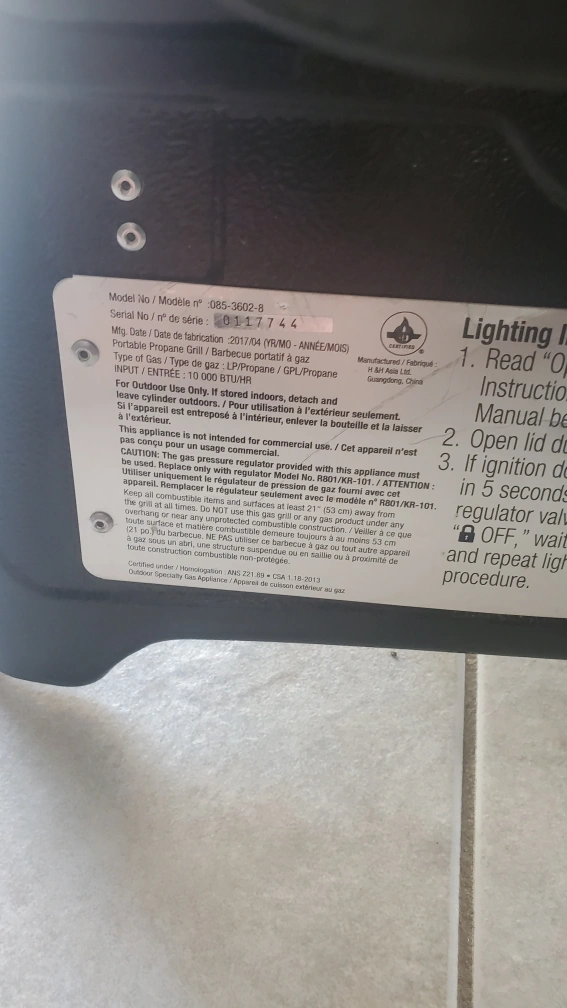 Model No / Modèle n° :085-3602-8
Serial No / n° de série : 0117744
Mfg. Date / Date de fabrication :2017/04 (YR/MO - ANNÉE/MOIS)
Portable Propane Grill / Barbecue portatif à gaz
Type of Gas / Type de gaz : LP/Propane / GPL/Propane
INPUT / ENTRÉE : 10 000 BTU/HR
CERTIFIED
Manufactured / Fabriqué :
H &H Asia Ltd.
Guangdong, China
For Outdoor Use Only. If stored indoors, detach and
leave cylinder outdoors. / Pour utilisation à l'extérieur seulement.
Si l'appareil est entreposé à l'intérieur, enlever la bouteille et la laisser
à l'extérieur.
This appliance is not intended for commercial use. / Cet appareil n'est
pas conçu pour un usage commercial.
CAUTION: The gas pressure regulator provided with this appliance must
be used. Replace only with regulator Model No. R801/KR-101. / ATTENTION :
Utiliser uniquement le régulateur de pression de gaz fourni avec cet
appareil. Remplacer le régulateur seulement avec le modèle n° R801/KR-101.
Keep all combustible items and surfaces at least 21" (53 cm) away from
the grill at all times. Do NOT use this gas grill or any gas product under any
overhang or near any unprotected combustible construction. / Veiller à ce que
toute surface et matière combustible demeure toujours à au moins 53 cm
(21 po.) du barbecue. NE PAS utiliser ce barbecue à gaz ou tout autre appareil
à gaz sous un abri, une structure suspendue ou en saillie ou à proximité de
toute construction combustible non-protégée.
Certified under / Homologation : ANS Z21.89 • CSA 1.18-2013
Outdoor Specialty Gas Appliance / Appareil de cuisson extérieur au gaz
Lighting I
1. Read "Op
Instructio
Manual be
2. Open lid du
3. If ignition do
in 5 seconds
regulator valv
" OFF," wait
and repeat ligh
procedure.